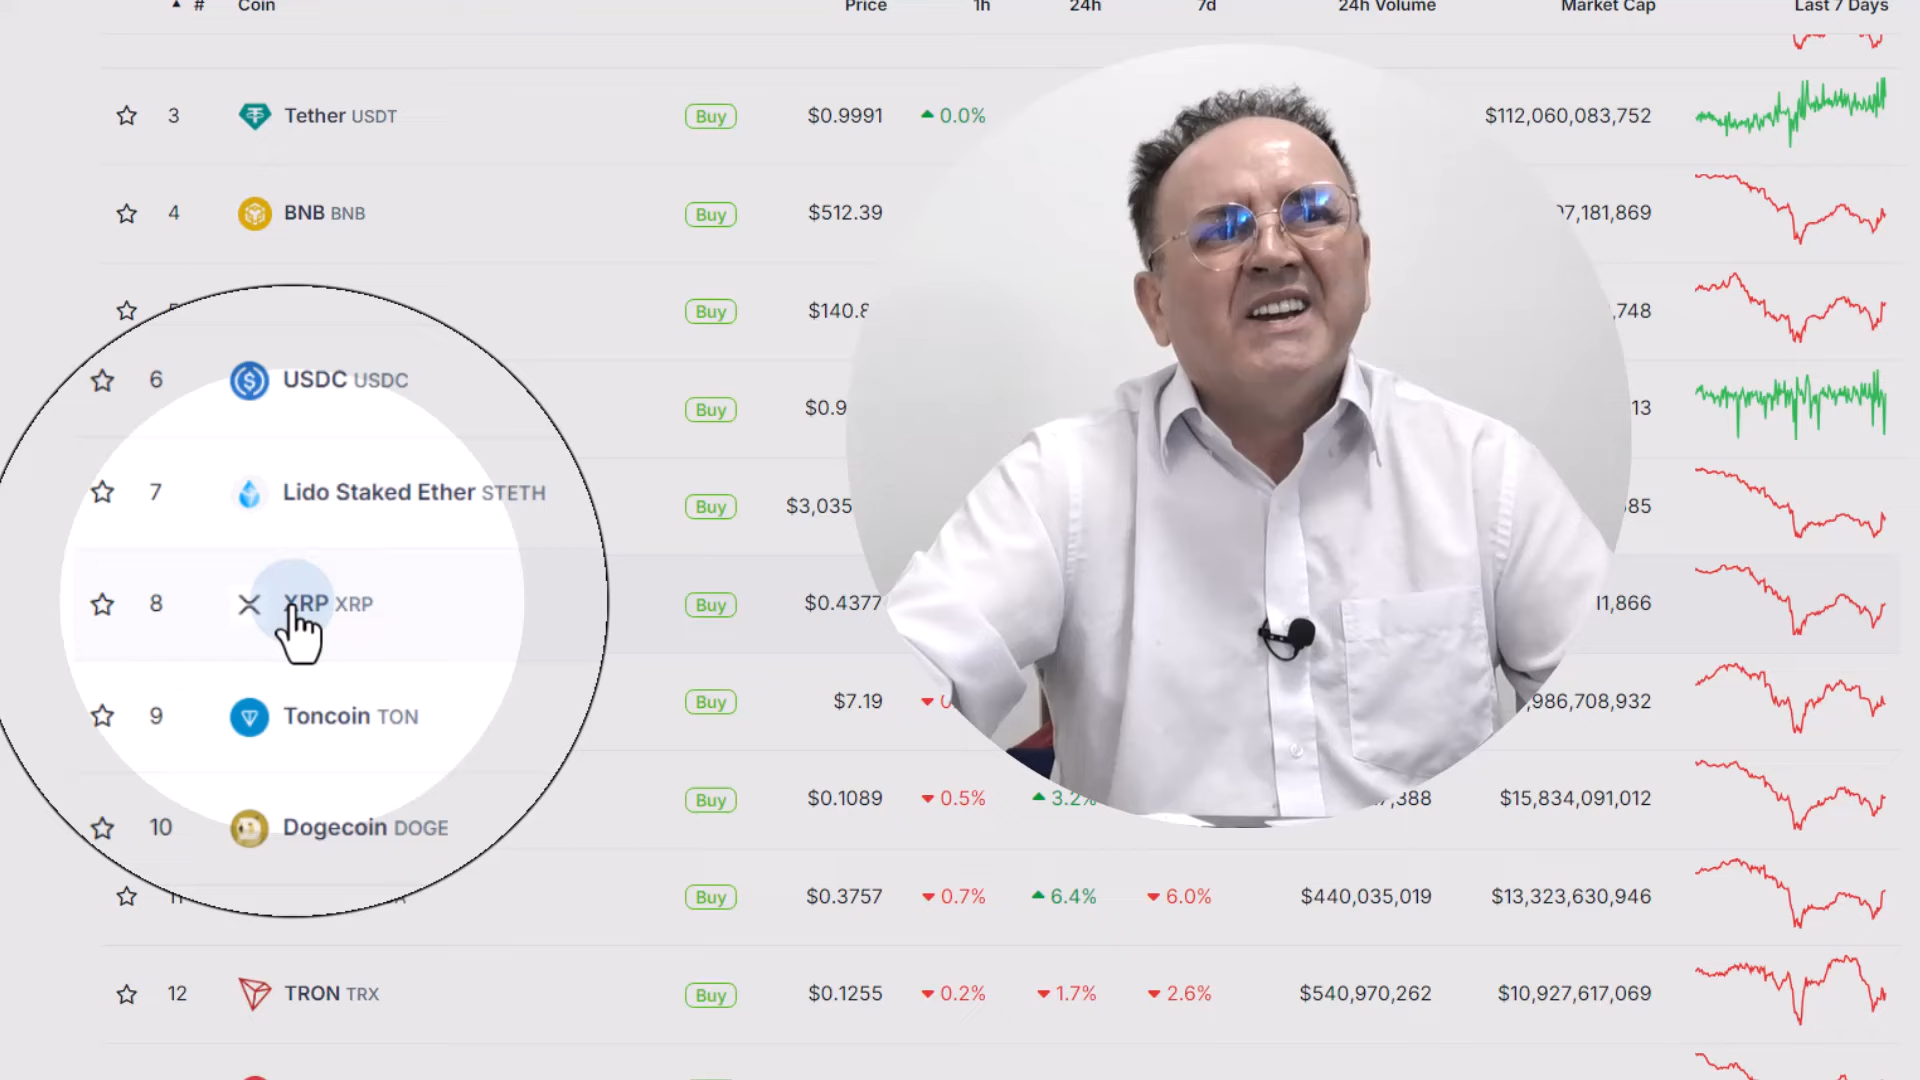 # Coin Price 1h 24h 7d 24h Volume Market Cap Last 7 Days
3 Tether USDT Buy $0.9991 0.0% $112,060,083,752
4 BNB BNB Buy $512.39 97,181,869
Buy $140.8 ,748
6 USDC USDC Buy $0.9 13
7 Lido Staked Ether STETH Buy $3,035 685
8 XRP XRP Buy $0.4377 11,866
9 Toncoin TON Buy $7.19 ,986,708,932
10 Dogecoin DOGE Buy $0.1089 0.5% 3.2% ,388 $15,834,091,012
11 Buy $0.3757 0.7% 6.4% 6.0% $440,035,019 $13,323,630,946
12 TRON TRX Buy $0.1255 0.2% 1.7% 2.6% $540,970,262 $10,927,617,069